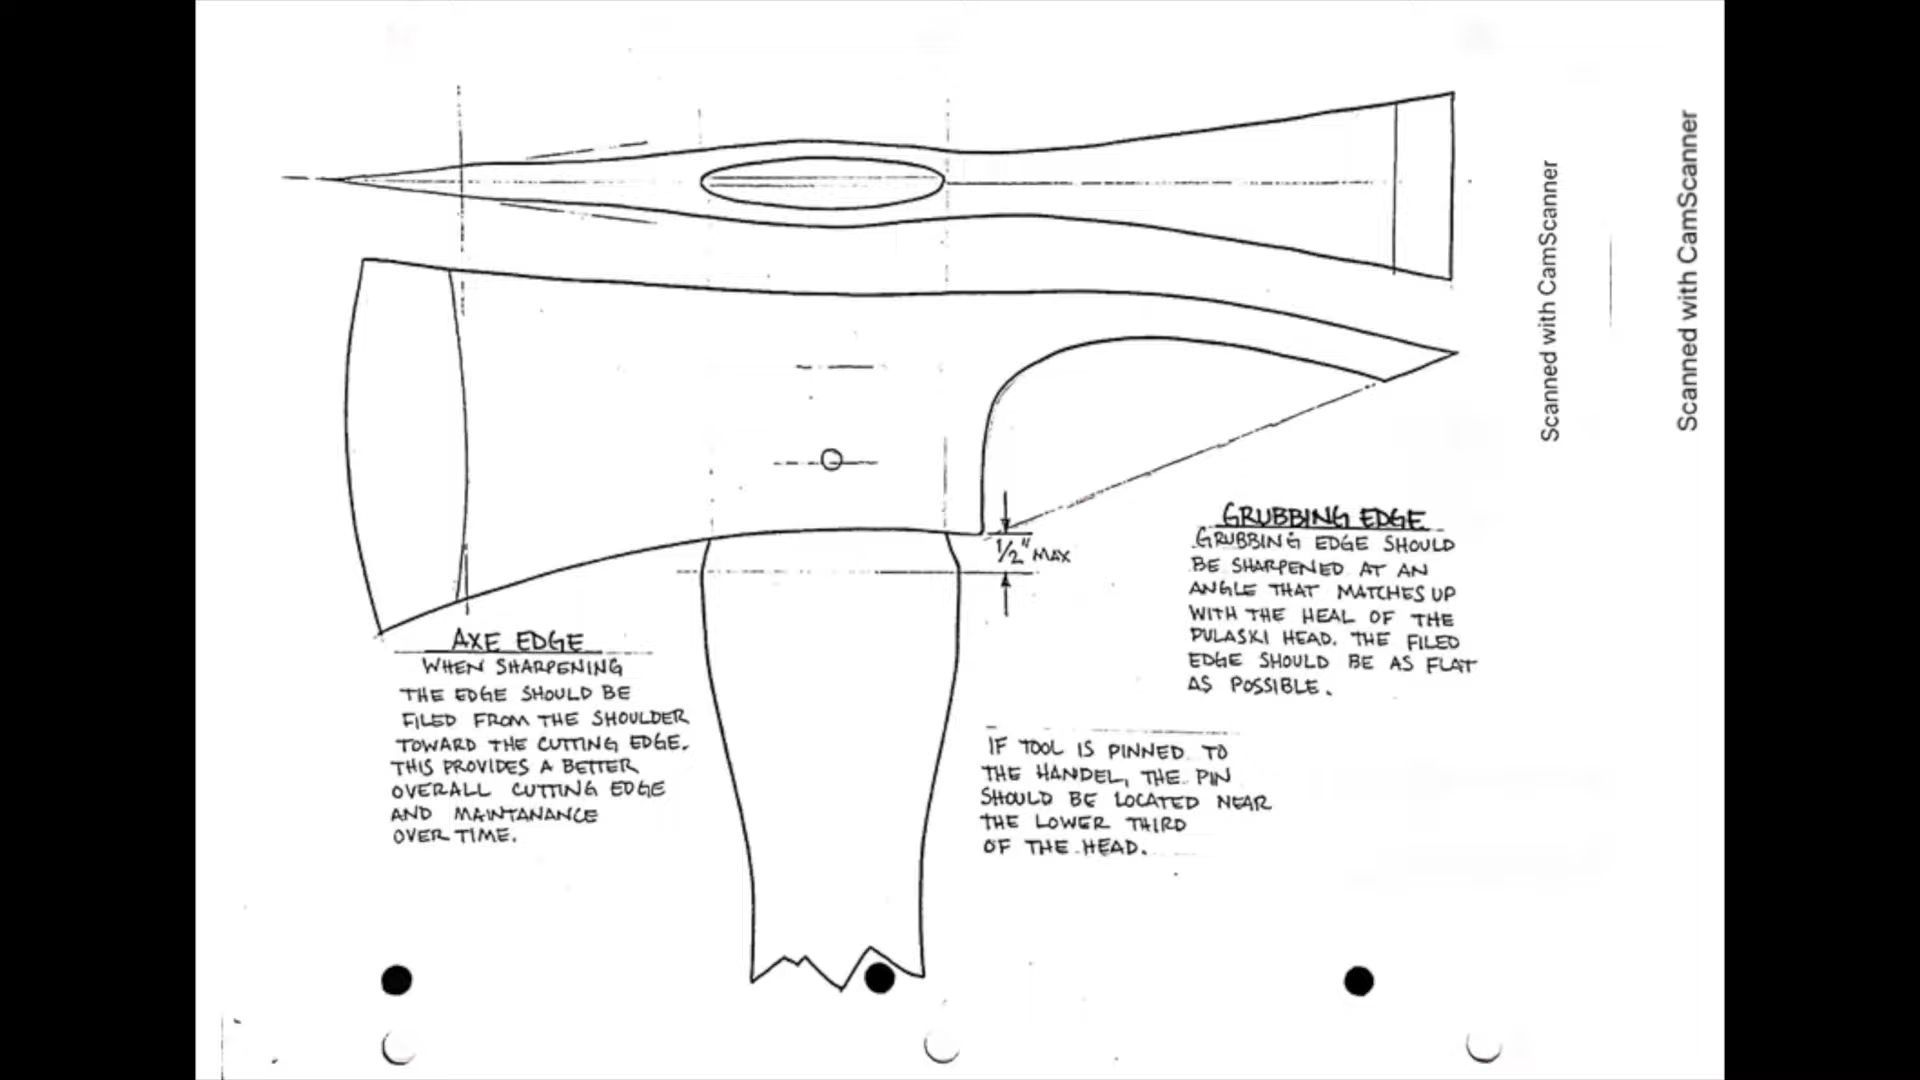 ½" MAX
GRUBBING EDGE
GRUBBING EDGE SHOULD
BE SHARPENED AT AN
ANGLE THAT MATCHES UP
WITH THE HEAL OF THE
PULASKI HEAD. THE FILED
EDGE SHOULD BE AS FLAT
AS POSSIBLE.
AXE EDGE
WHEN SHARPENING
THE EDGE SHOULD BE
FILED FROM THE SHOULDER
TOWARD THE CUTTING EDGE.
THIS PROVIDES A BETTER
OVERALL CUTTING EDGE
AND MAINTANANCE
OVER TIME.
IF TOOL IS PINNED TO
THE HANDEL, THE PIN
SHOULD BE LOCATED NEAR
THE LOWER THIRD
OF THE HEAD.
Scanned with CamScanner
Scanned with CamScanner